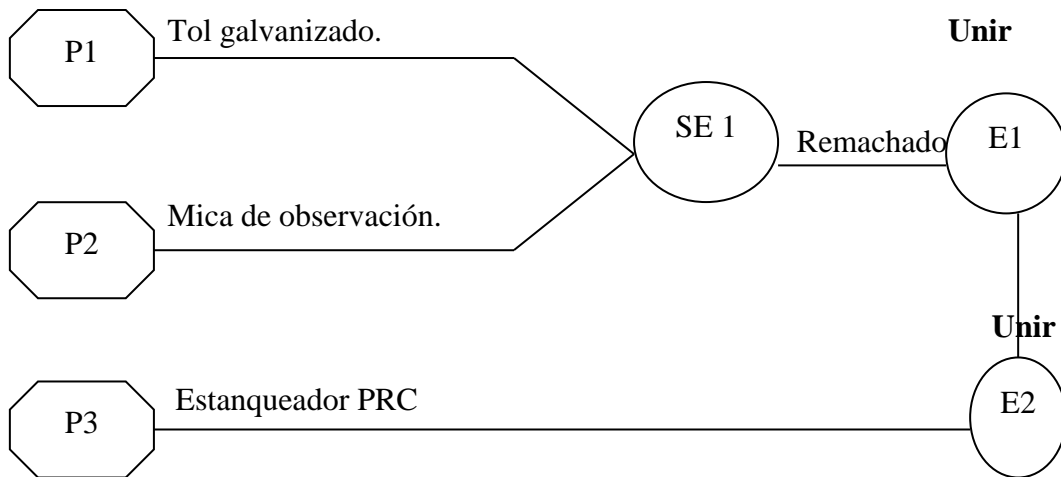 Tol galvanizado.
Unir
P1
SE 1
Remachado
E1
Mica de observación.
P2
Unir
Estanqueador PRC
E2
P3